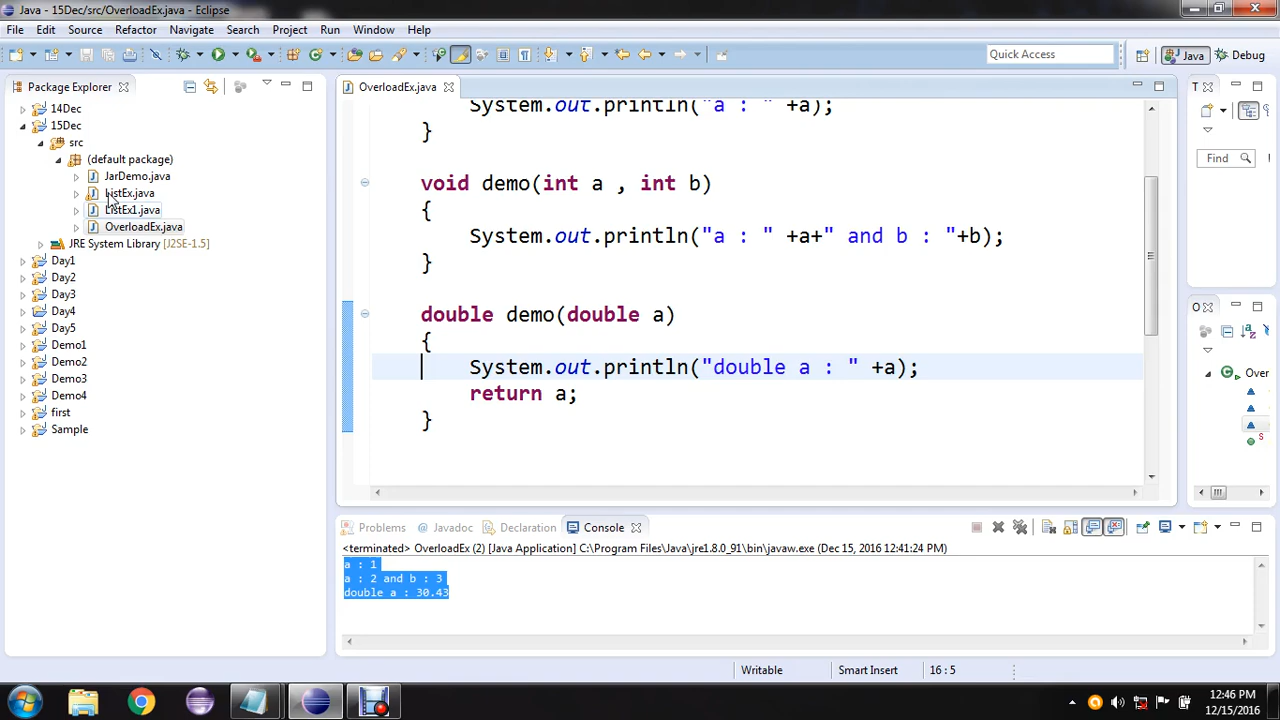 Java - 15Dec/src/OverloadEx.java - Eclipse
File Edit Source Refactor Navigate Search Project Run Window Help
Quick Access
Java
Debug
Package Explorer
14Dec
15Dec
src
(default package)
JarDemo.java
ListEx.java
ListEx1.java
OverloadEx.java
JRE System Library [J2SE-1.5]
Day1
Day2
Day3
Day4
Day5
Demo1
Demo2
Demo3
Demo4
first
Sample
OverloadEx.java
System.out.println("a : " +a);
}
void demo(int a , int b)
{
System.out.println("a : " +a+" and b : "+b);
}
double demo(double a)
{
System.out.println("double a : " +a);
return a;
}
T
Find
O
Over
S
Problems Javadoc Declaration Console
<terminated> OverloadEx (2) [Java Application] C:\Program Files\Java\jre1.8.0_91\bin\javaw.exe (Dec 15, 2016 12:41:24 PM)
a : 1
a : 2 and b : 3
double a : 30.43
Writable
Smart Insert
16 : 5
12:46 PM
12/15/2016